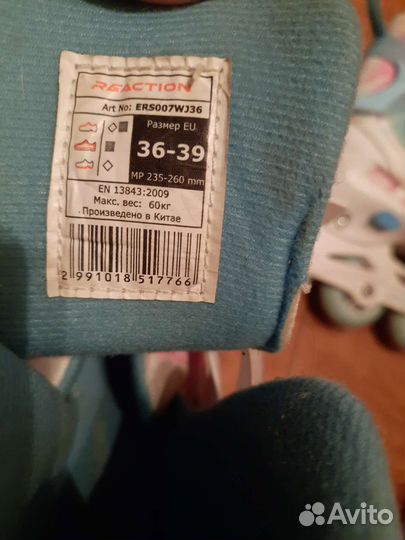 REACTION
Art No: ERS007WJ36
Размер EU
36-39
MP 235-260 mm
EN 13843:2009
Макс. вес: 60кг
Произведено в Китае
2 991018 517766
Avito